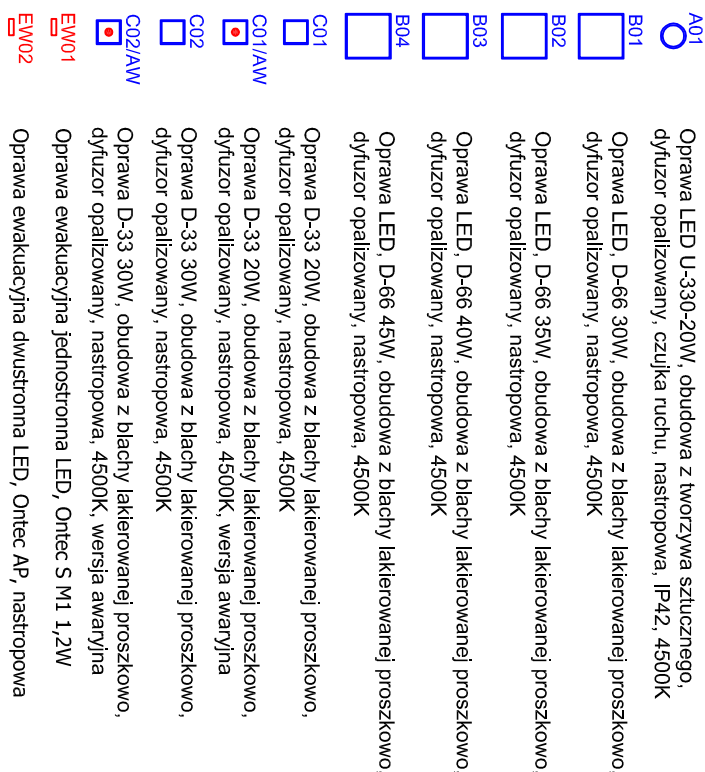 A01
Oprawa LED U-330-20W, obudowa z tworzywa sztucznego,
dyfuzor opalizowany, czujka ruchu, nastropowa, IP42, 4500K
B01
Oprawa LED, D-66 30W, obudowa z blachy lakierowanej proszkowo,
dyfuzor opalizowany, nastropowa, 4500K
B02
Oprawa LED, D-66 35W, obudowa z blachy lakierowanej proszkowo,
dyfuzor opalizowany, nastropowa, 4500K
B03
Oprawa LED, D-66 40W, obudowa z blachy lakierowanej proszkowo,
dyfuzor opalizowany, nastropowa, 4500K
B04
Oprawa LED, D-66 45W, obudowa z blachy lakierowanej proszkowo,
dyfuzor opalizowany, nastropowa, 4500K
C01
Oprawa D-33 20W, obudowa z blachy lakierowanej proszkowo,
dyfuzor opalizowany, nastropowa, 4500K
C01/AW
Oprawa D-33 20W, obudowa z blachy lakierowanej proszkowo,
dyfuzor opalizowany, nastropowa, 4500K, wersja awaryjna
C02
Oprawa D-33 30W, obudowa z blachy lakierowanej proszkowo,
dyfuzor opalizowany, nastropowa, 4500K
C02/AW
Oprawa D-33 30W, obudowa z blachy lakierowanej proszkowo,
dyfuzor opalizowany, nastropowa, 4500K, wersja awaryjna
EW01
Oprawa ewakuacyjna jednostronna LED, Ontec S M1 1,2W
EW02
Oprawa ewakuacyjna dwustronna LED, Ontec AP, nastropowa